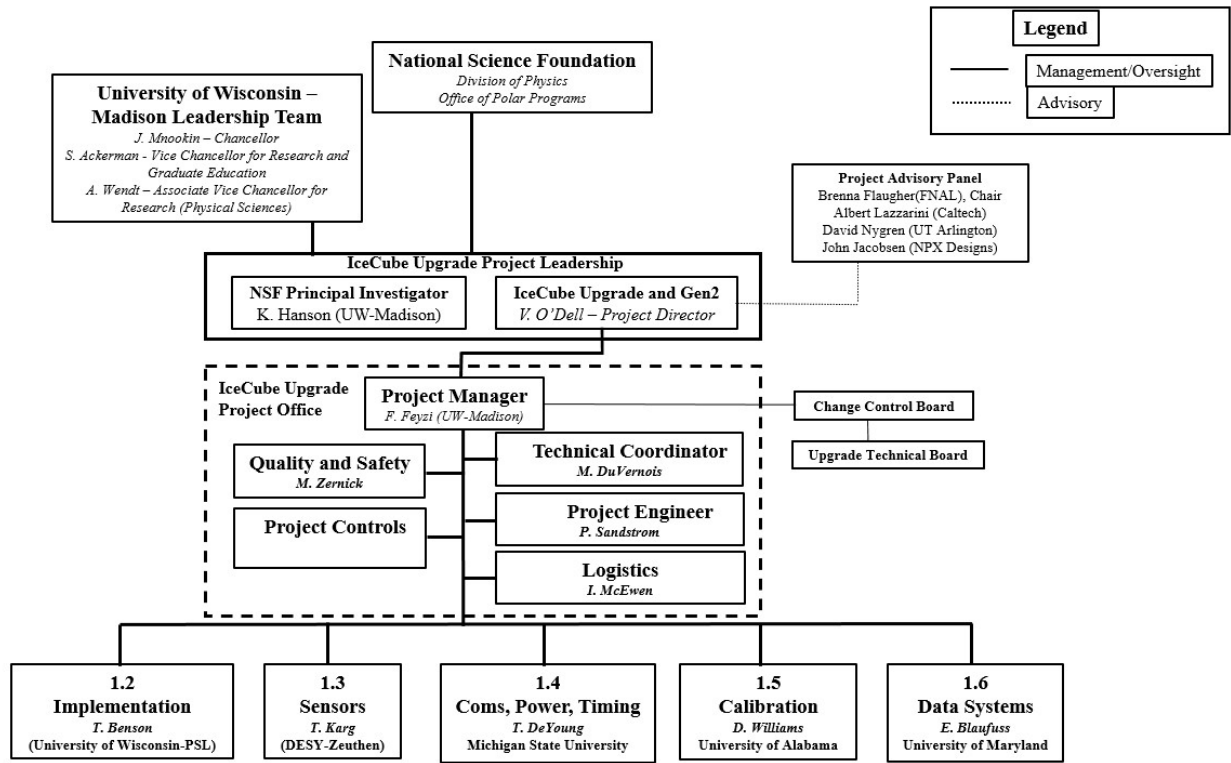 Legend
Management/Oversight
Advisory
National Science Foundation
Division of Physics
Office of Polar Programs
University of Wisconsin –
Madison Leadership Team
J. Mnookin – Chancellor
S. Ackerman - Vice Chancellor for Research and
Graduate Education
A. Wendt – Associate Vice Chancellor for
Research (Physical Sciences)
Project Advisory Panel
Brenna Flaugher(FNAL), Chair
Albert Lazzarini (Caltech)
David Nygren (UT Arlington)
John Jacobsen (NPX Designs)
IceCube Upgrade Project Leadership
NSF Principal Investigator
K. Hanson (UW-Madison)
IceCube Upgrade and Gen2
V. O'Dell – Project Director
IceCube Upgrade
Project Office
Project Manager
F. Feyzi (UW-Madison)
Change Control Board
Upgrade Technical Board
Quality and Safety
M. Zernick
Project Controls
Technical Coordinator
M. DuVernois
Project Engineer
P. Sandstrom
Logistics
I. McEwen
1.2
Implementation
T. Benson
(University of Wisconsin-PSL)
1.3
Sensors
T. Karg
(DESY-Zeuthen)
1.4
Coms, Power, Timing
T. DeYoung
Michigan State University
1.5
Calibration
D. Williams
University of Alabama
1.6
Data Systems
E. Blaufuss
University of Maryland